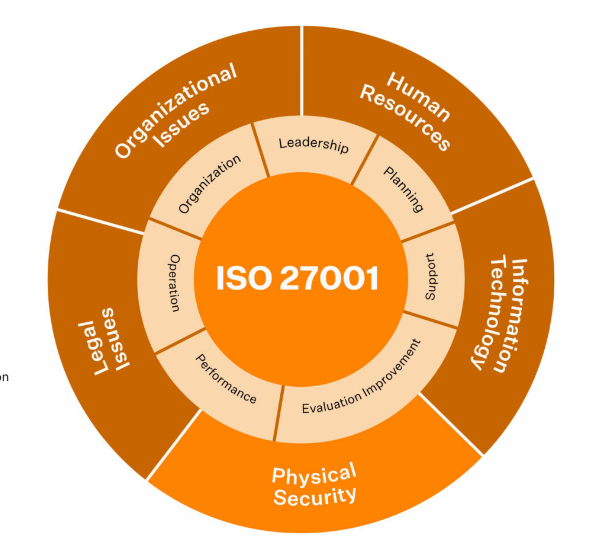 Organizational
Issues
Human
Resources
Leadership
Organization
Planning
ISO 27001
Operation
Support
Information
Technology
Legal
Issues
Performance
Evaluation Improvement
Physical
Security